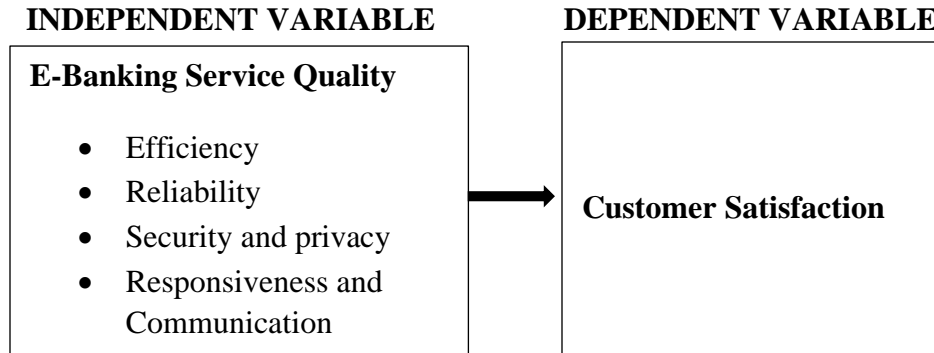 INDEPENDENT VARIABLE
DEPENDENT VARIABLE
E-Banking Service Quality
• Efficiency
• Reliability
• Security and privacy
• Responsiveness and
Communication
Customer Satisfaction